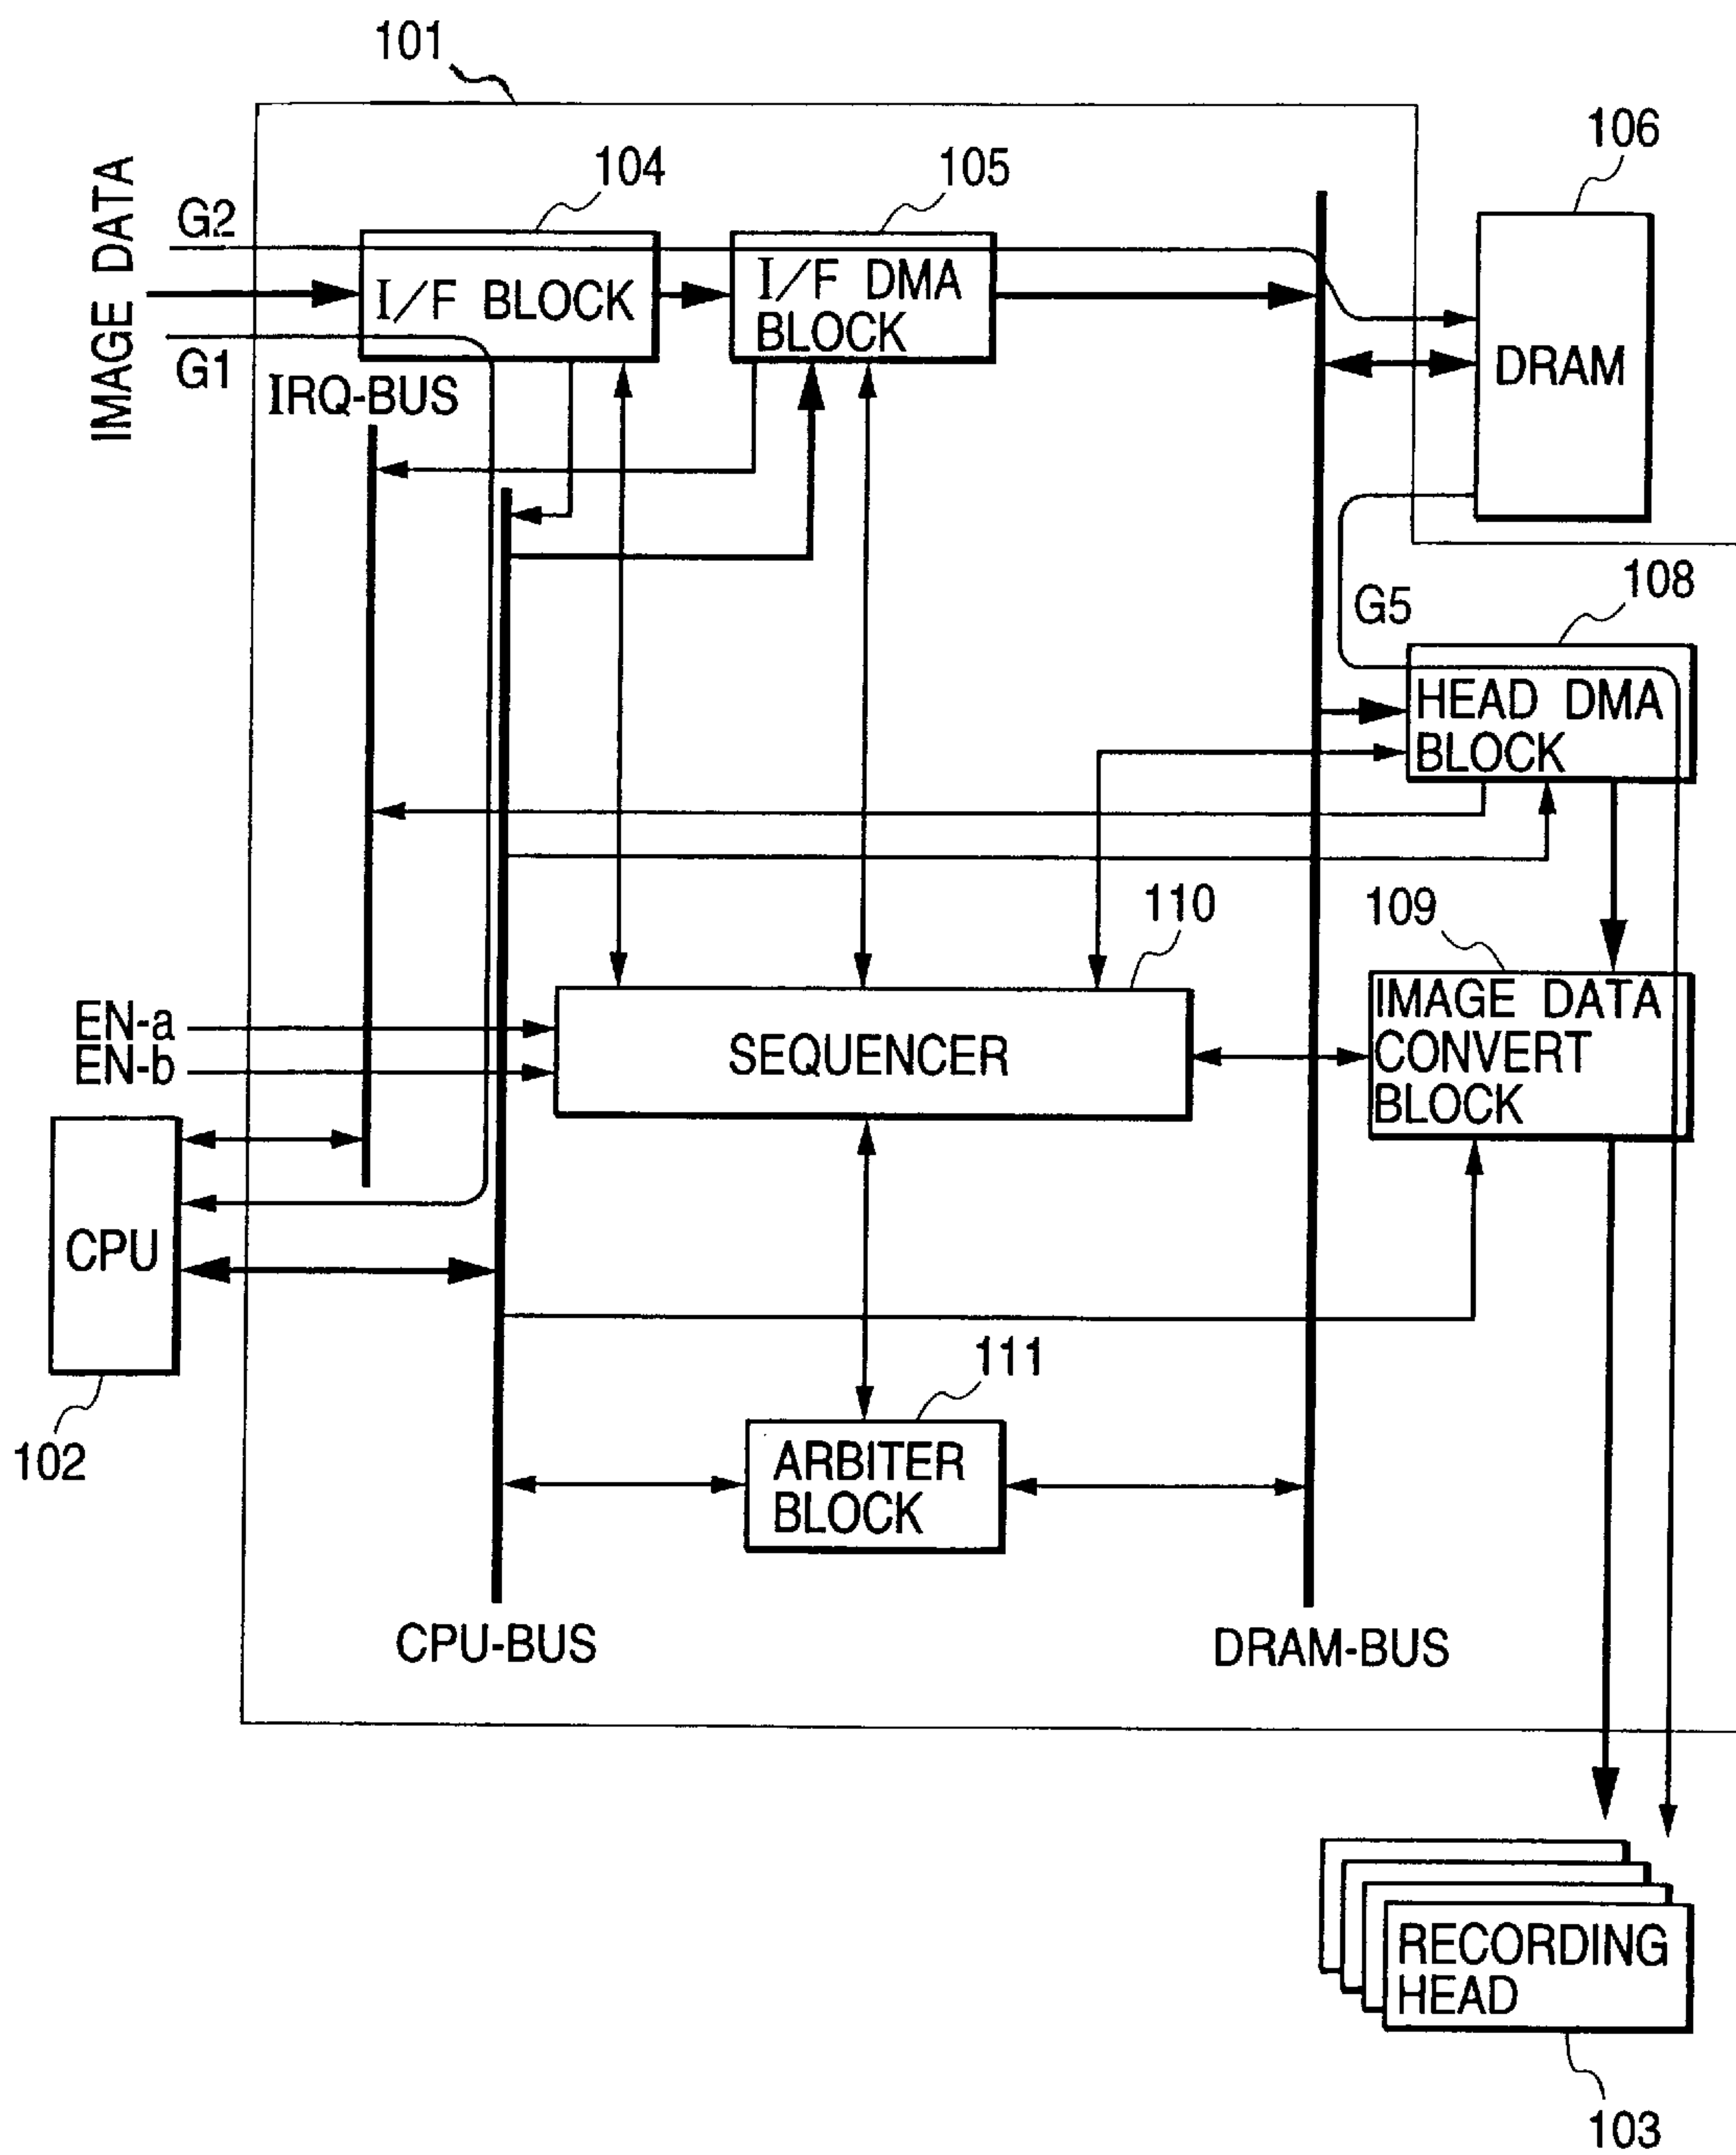 101
106
104
105
IMAGE DATA
G2
I/F BLOCK
I/F DMA
BLOCK
DRAM
G1
IRQ-BUS
108
G5
HEAD DMA
BLOCK
110
109
IMAGE DATA
CONVERT
BLOCK
EN-a
EN-b
SEQUENCER
CPU
102
111
ARBITER
BLOCK
CPU-BUS
DRAM-BUS
RECORDING
HEAD
103